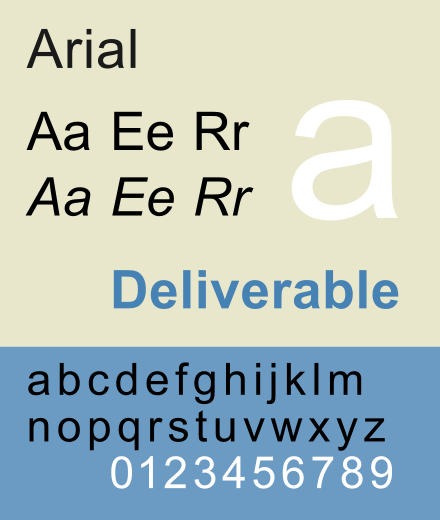 Arial
Aa Ee Rr
Aa Ee Rr
a
Deliverable
abcdefghijklm
nopqrstuvwxyz
0123456789